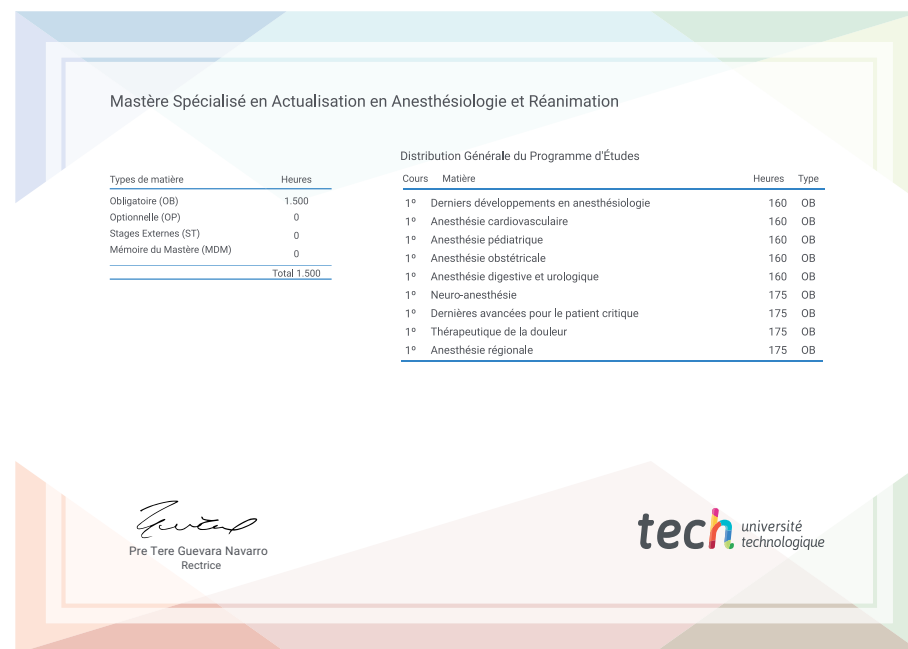 Mastère Spécialisé en Actualisation en Anesthésiologie et Réanimation
Types de matière Heures
Obligatoire (OB) 1.500
Optionnelle (OP) 0
Stages Externes (ST) 0
Mémoire du Mastère (MDM) 0
Total 1.500
Distribution Générale du Programme d'Études
Cours Matière Heures Type
1º Derniers développements en anesthésiologie 160 OB
1º Anesthésie cardiovasculaire 160 OB
1º Anesthésie pédiatrique 160 OB
1º Anesthésie obstétricale 160 OB
1º Anesthésie digestive et urologique 160 OB
1º Neuro-anesthésie 175 OB
1º Dernières avancées pour le patient critique 175 OB
1º Thérapeutique de la douleur 175 OB
1º Anesthésie régionale 175 OB
Pre Tere Guevara Navarro
Rectrice
tech université
technologique